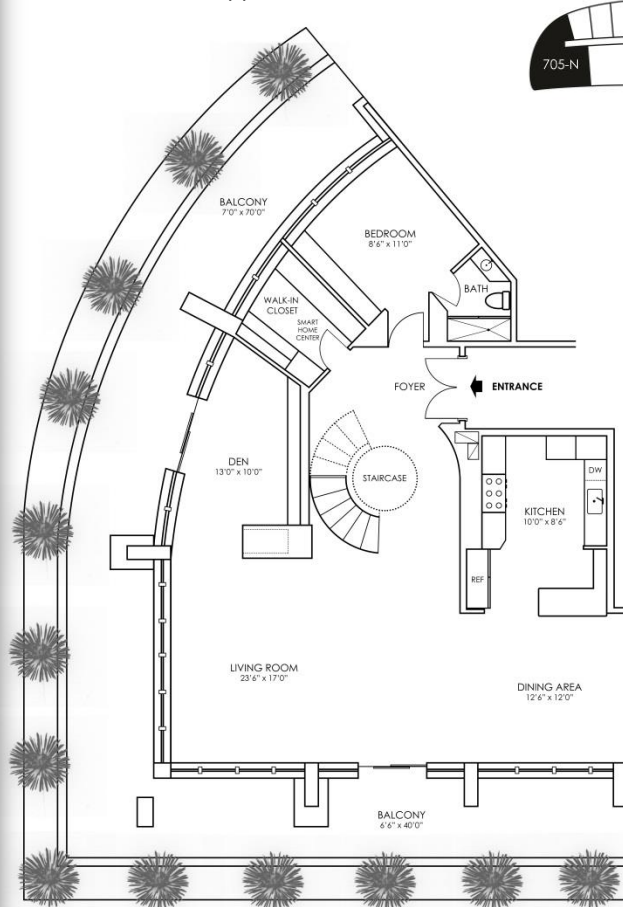 705-N
BALCONY
7'0" x 70'0"
BEDROOM
8'6" x 11'0"
BATH
WALK-IN
CLOSET
SMART
HOME
CENTER
FOYER
ENTRANCE
DEN
13'0" x 10'0"
STAIRCASE
DW
KITCHEN
10'0" x 8'6"
REF
LIVING ROOM
23'6" x 17'0"
DINING AREA
12'6" x 12'0"
BALCONY
6'6" x 40'0"